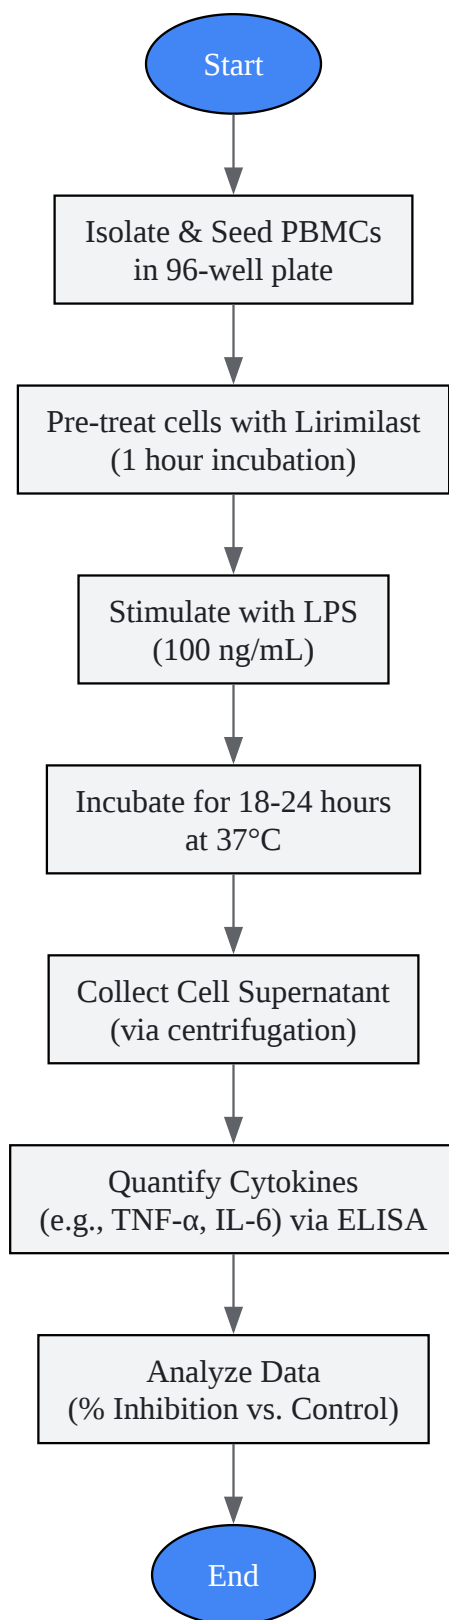 Start
Isolate & Seed PBMCs
in 96-well plate
Pre-treat cells with Lirimilast
(1 hour incubation)
Stimulate with LPS
(100 ng/mL)
Incubate for 18-24 hours
at 37°C
Collect Cell Supernatant
(via centrifugation)
Quantify Cytokines
(e.g., TNF-α, IL-6) via ELISA
Analyze Data
(% Inhibition vs. Control)
End